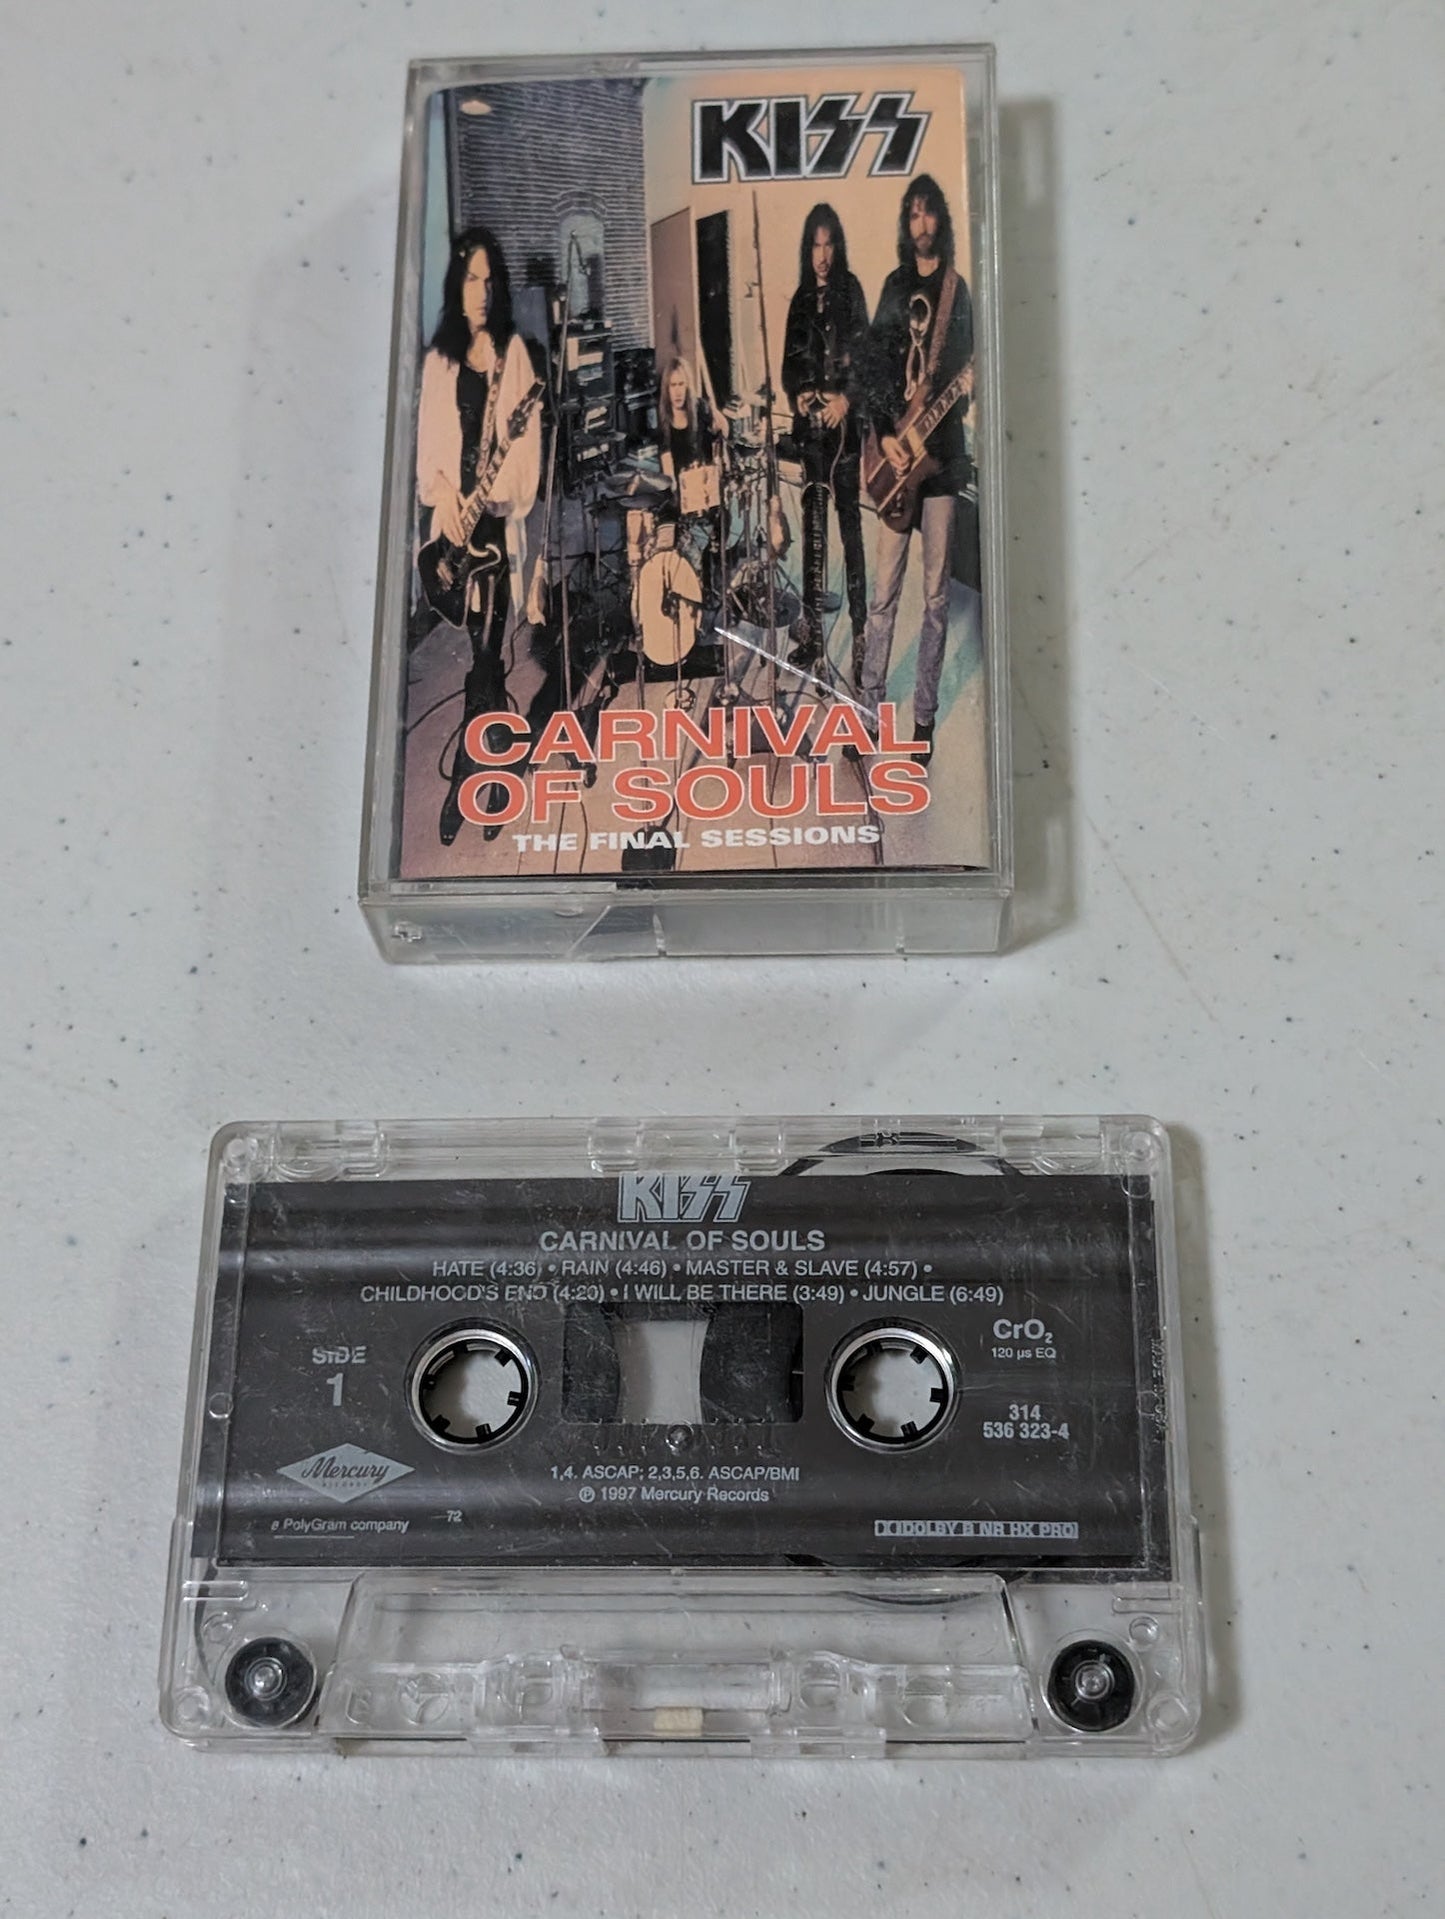 KISS
CARNIVAL
OF SOULS
THE FINAL SESSIONS
KISS
CARNIVAL OF SOULS
HATE (4:36) • RAIN (4:46) • MASTER & SLAVE (4:57) •
CHILDHOOD'S END (4:20) • I WILL BE THERE (3:49) • JUNGLE (6:49)
SIDE
1
CrO₂
120 µs EQ
314
536 323-4
Mercury
RECORDS
a PolyGram company
72
1,4. ASCAP; 2,3,5,6. ASCAP/BMI
℗ 1997 Mercury Records
DOLBY B NR HX PRO